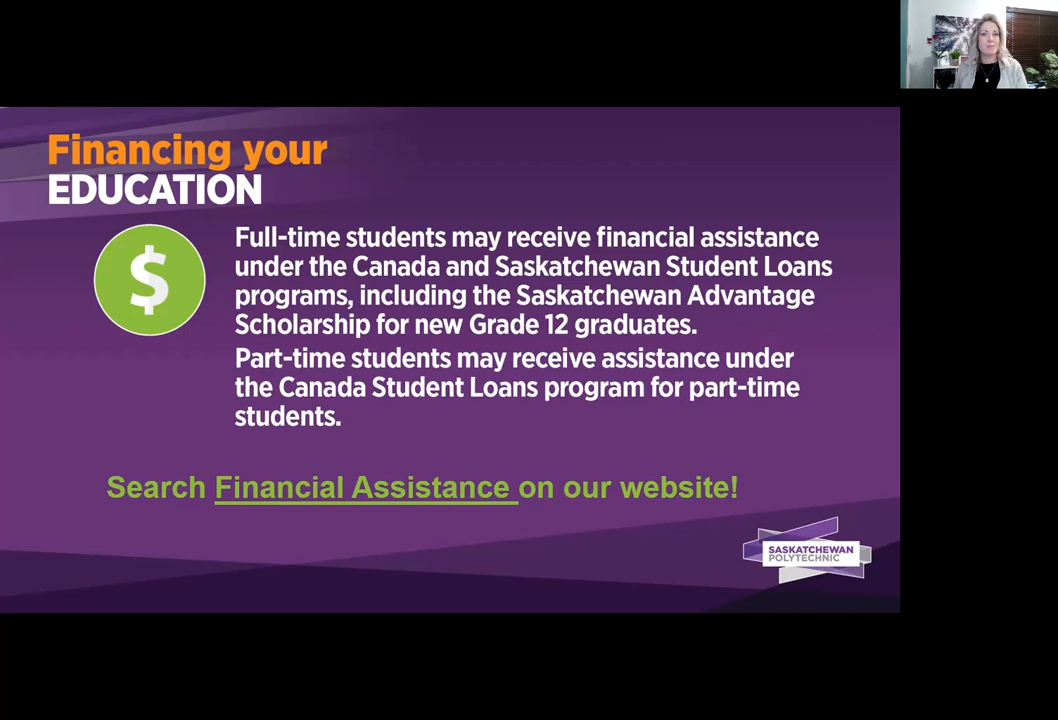 Financing your
EDUCATION
$
Full-time students may receive financial assistance
under the Canada and Saskatchewan Student Loans
programs, including the Saskatchewan Advantage
Scholarship for new Grade 12 graduates.
Part-time students may receive assistance under
the Canada Student Loans program for part-time
students.
Search Financial Assistance on our website!
SASKATCHEWAN
POLYTECHNIC